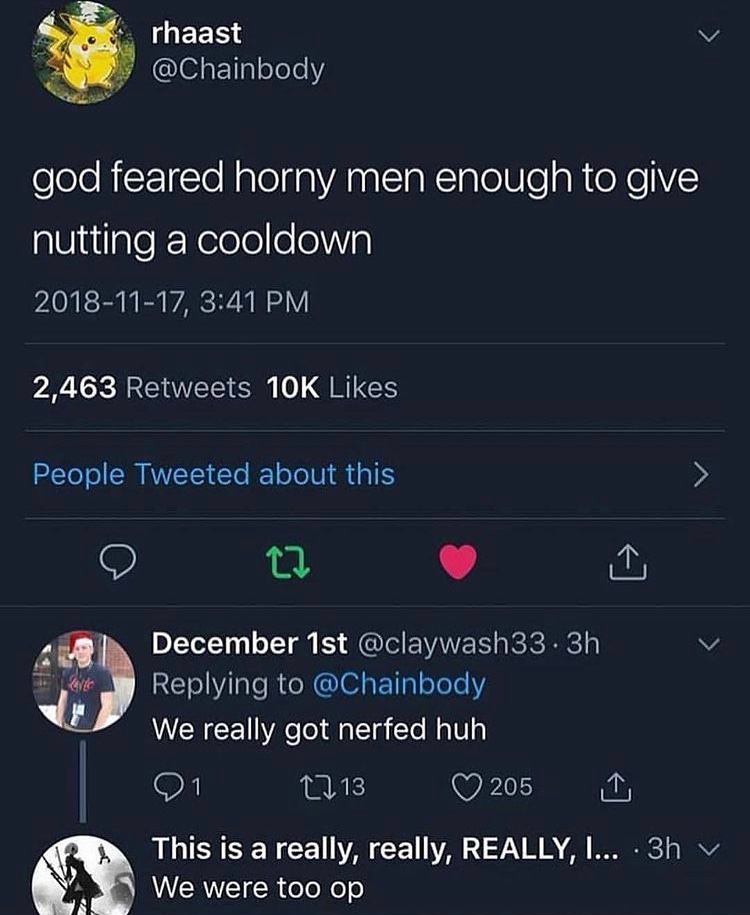 rhaast
@Chainbody
god feared horny men enough to give
nutting a cooldown
2018-11-17, 3:41 PM
2,463 Retweets 10K Likes
People Tweeted about this
December 1st @claywash33 · 3h
Replying to @Chainbody
We really got nerfed huh
1 13 205
This is a really, really, REALLY, I... · 3h
We were too op